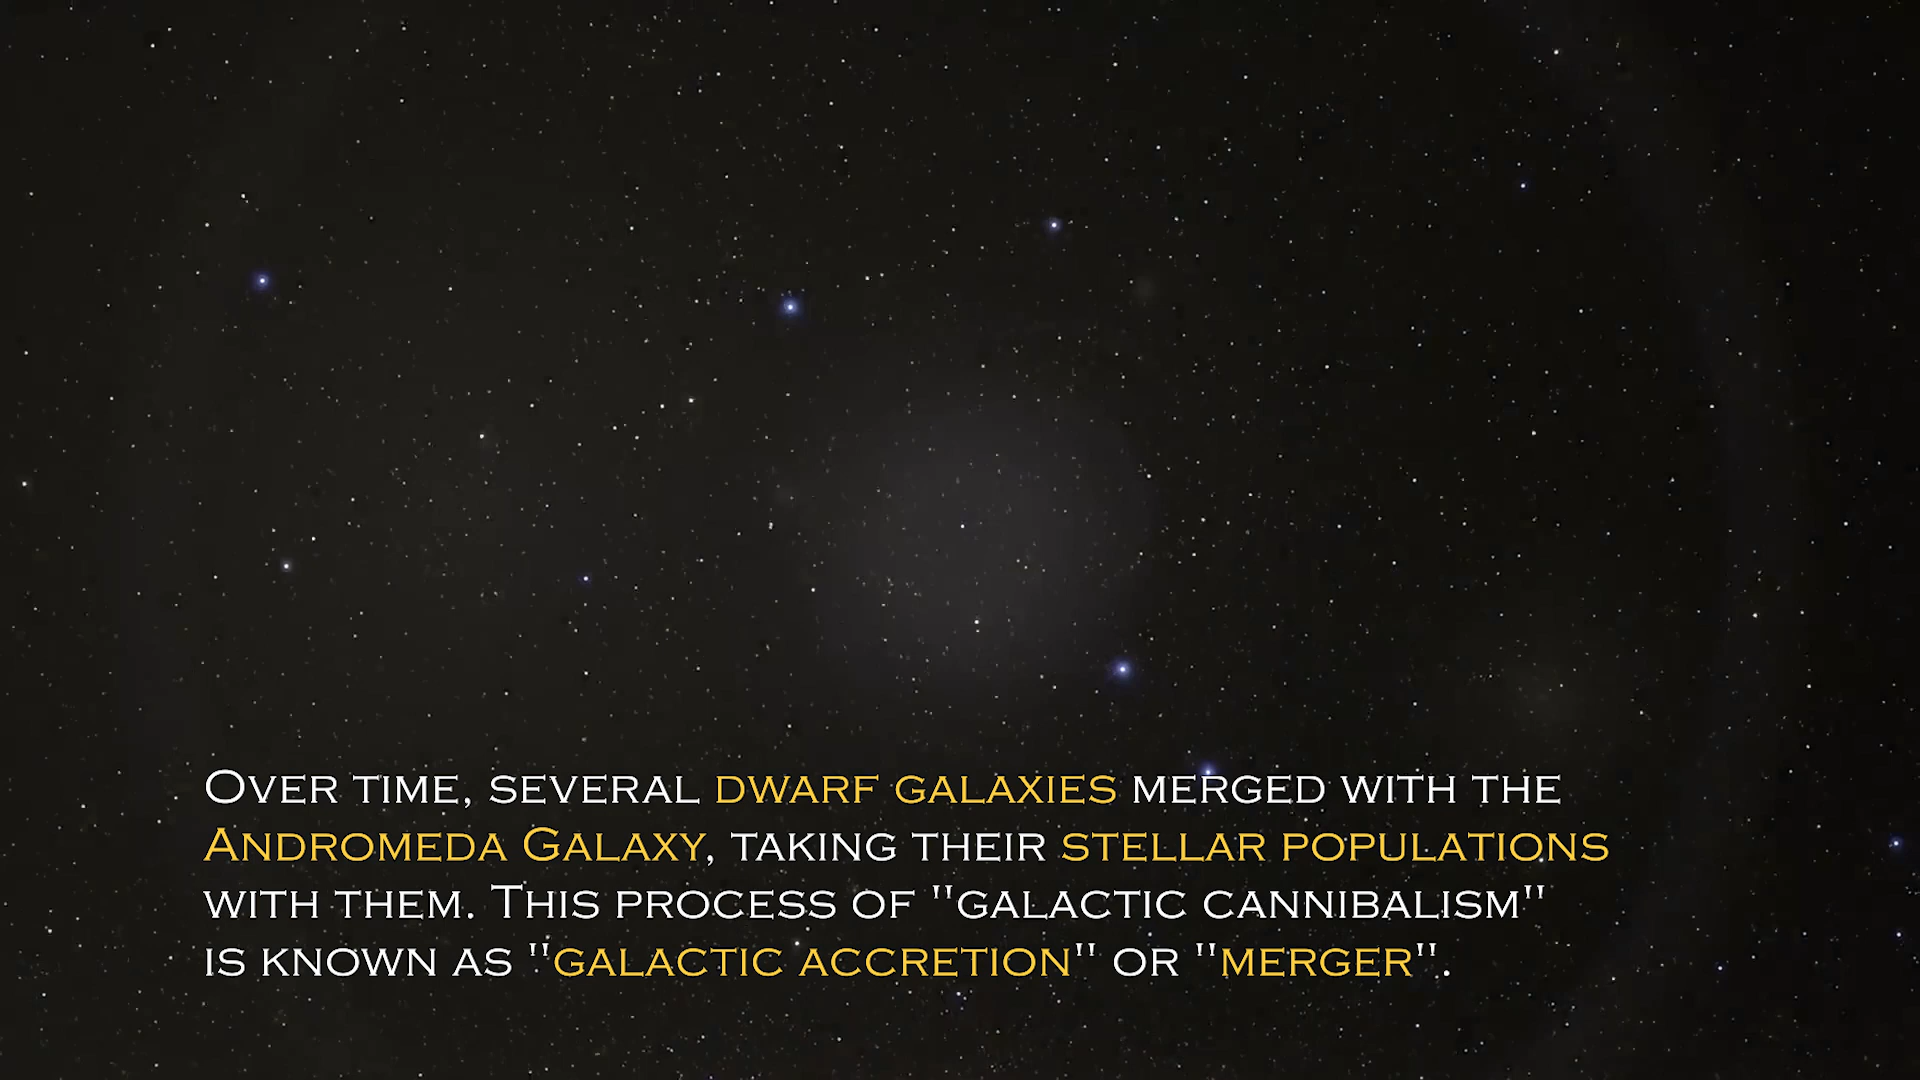 Over time, several dwarf galaxies merged with the
Andromeda Galaxy, taking their stellar populations
with them. This process of "galactic cannibalism"
is known as "galactic accretion" or "merger".